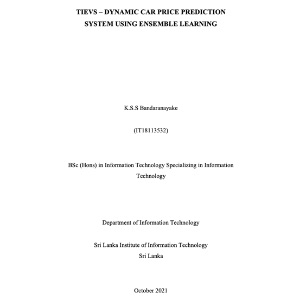 TIEVS – DYNAMIC CAR PRICE PREDICTION
SYSTEM USING ENSEMBLE LEARNING
K.S.S Bandaranayake
(IT18113532)
BSc (Hons) in Information Technology Specializing in Information
Technology
Department of Information Technology
Sri Lanka Institute of Information Technology
Sri Lanka
October 2021